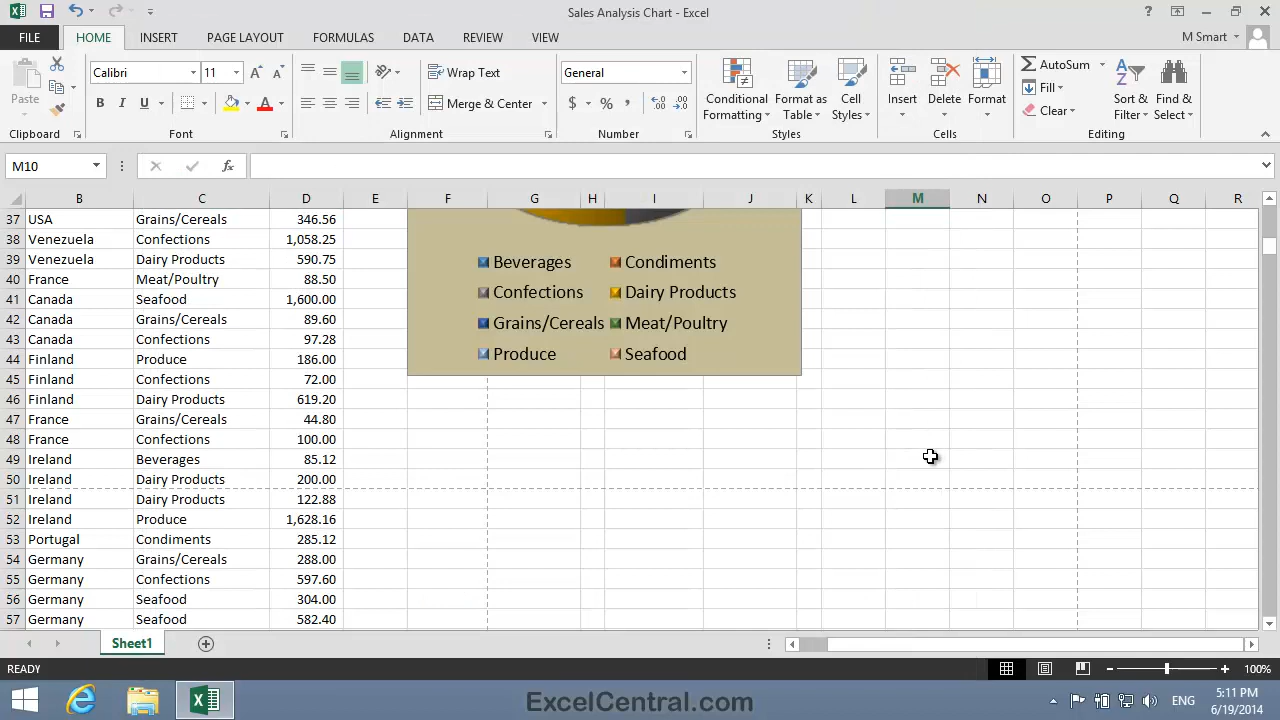 Sales Analysis Chart - Excel
?
FILE HOME INSERT PAGE LAYOUT FORMULAS DATA REVIEW VIEW M Smart
Paste
Calibri 11
B I U A
Wrap Text
Merge & Center
General
$ % ,
Conditional Formatting
Format as Table
Cell Styles
Insert
Delete
Format
AutoSum
Fill
Clear
Sort & Filter
Find & Select
Clipboard Font Alignment Number Styles Cells Editing
M10 fx
B C D E F G H I J K L M N O P Q R
37 USA Grains/Cereals 346.56
38 Venezuela Confections 1,058.25
39 Venezuela Dairy Products 590.75
40 France Meat/Poultry 88.50
41 Canada Seafood 1,600.00
42 Canada Grains/Cereals 89.60
43 Canada Confections 97.28
44 Finland Produce 186.00
45 Finland Confections 72.00
46 Finland Dairy Products 619.20
47 France Grains/Cereals 44.80
48 France Confections 100.00
49 Ireland Beverages 85.12
50 Ireland Dairy Products 200.00
51 Ireland Dairy Products 122.88
52 Ireland Produce 1,628.16
53 Portugal Condiments 285.12
54 Germany Grains/Cereals 288.00
55 Germany Confections 597.60
56 Germany Seafood 304.00
57 Germany Seafood 582.40
Beverages Condiments
Confections Dairy Products
Grains/Cereals Meat/Poultry
Produce Seafood
Sheet1
READY 100%
ExcelCentral.com
ENG
5:11 PM
6/19/2014